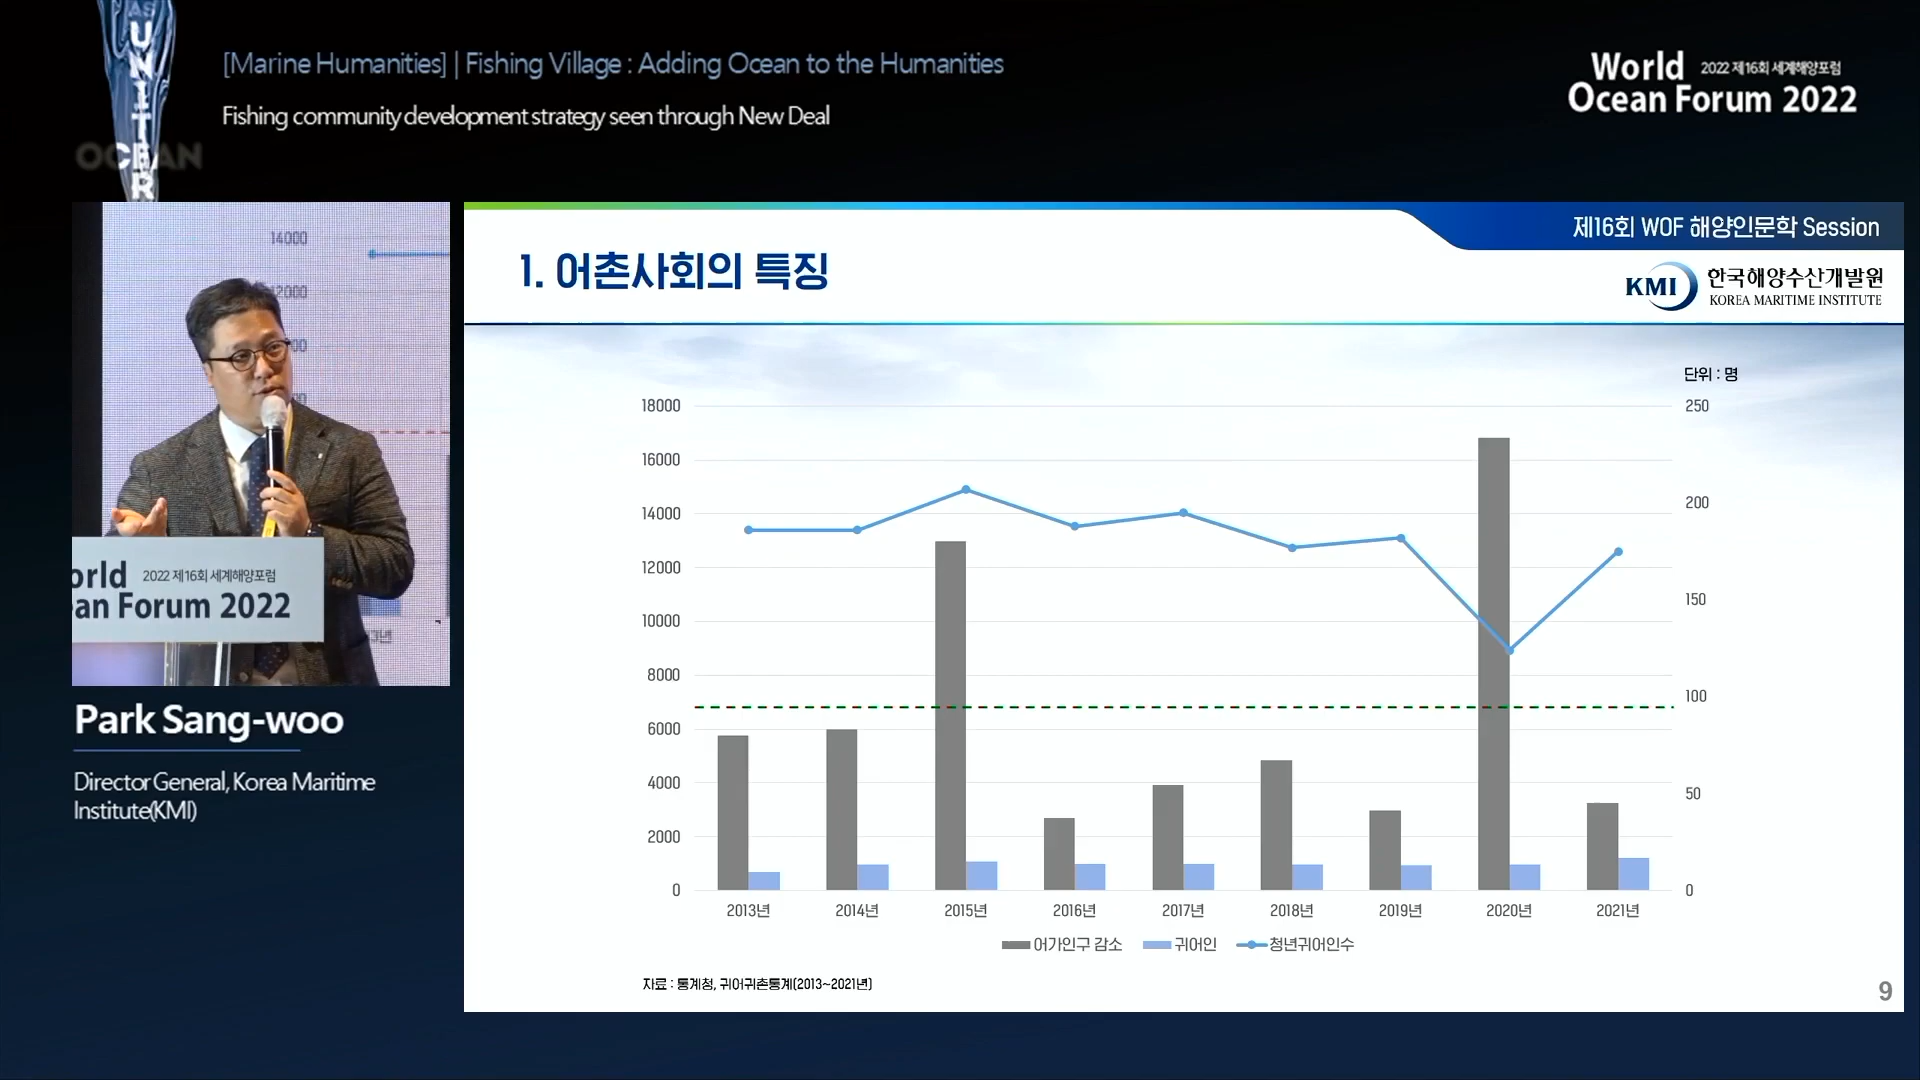 AS
UNITER
OCEAN
[Marine Humanities] | Fishing Village : Adding Ocean to the Humanities
Fishing community development strategy seen through New Deal
World 2022 제16회 세계해양포럼
Ocean Forum 2022
14000
12000
3년
orld 2022 제16회 세계해양포럼
an Forum 2022
Park Sang-woo
Director General, Korea Maritime
Institute(KMI)
제16회 WOF 해양인문학 Session
1. 어촌사회의 특징
KMI 한국해양수산개발원
KOREA MARITIME INSTITUTE
단위 : 명
18000
16000
14000
12000
10000
8000
6000
4000
2000
0
250
200
150
100
50
0
2013년 2014년 2015년 2016년 2017년 2018년 2019년 2020년 2021년
어가인구 감소 귀어인 청년귀어인수
자료 : 통계청, 귀어귀촌통계(2013~2021년)
9